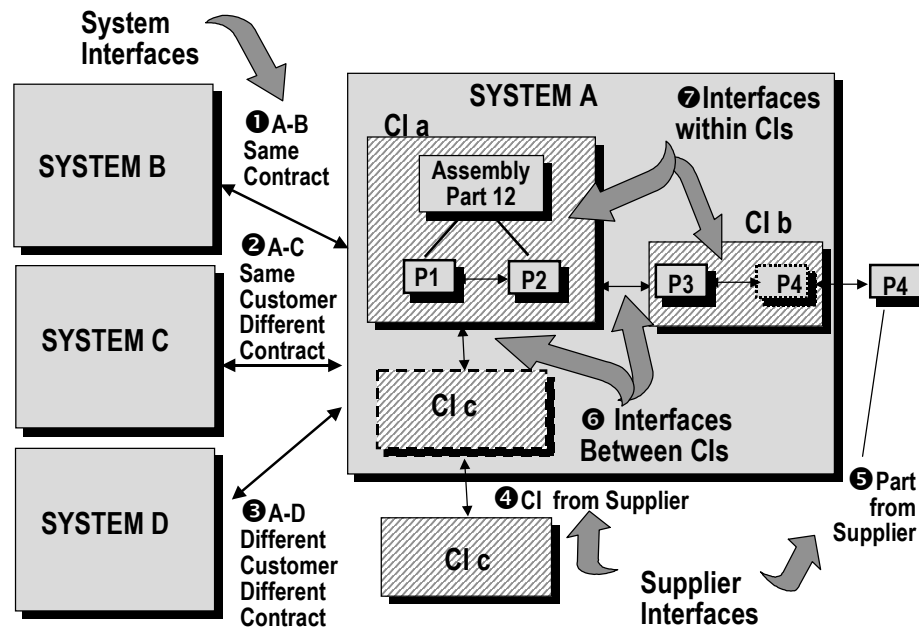 System
Interfaces
SYSTEM B
SYSTEM C
SYSTEM D
❶A-B
Same
Contract
❷A-C
Same
Customer
Different
Contract
❸A-D
Different
Customer
Different
Contract
SYSTEM A
CI a
Assembly
Part 12
P1
P2
❼Interfaces
within CIs
CI b
P3
P4
P4
CI c
❻ Interfaces
Between CIs
❹CI from Supplier
CI c
❺Part
from
Supplier
Supplier
Interfaces